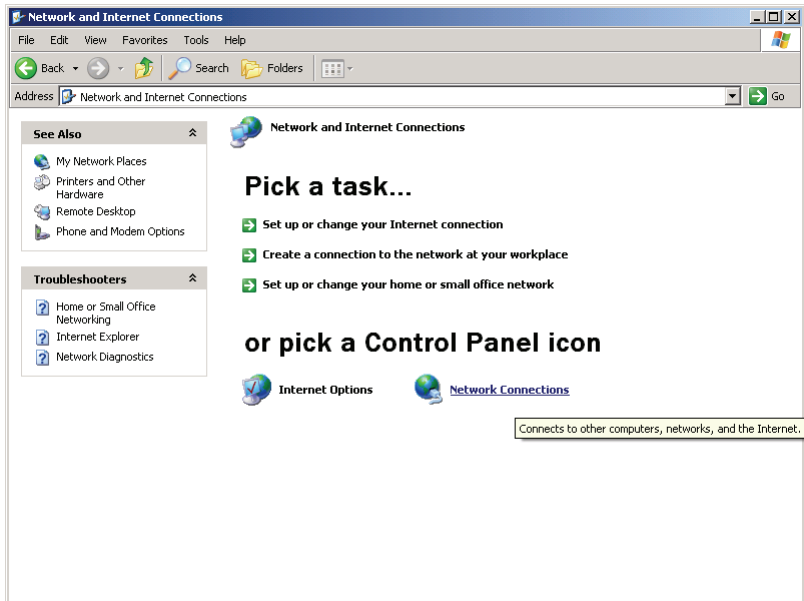 Network and Internet Connections
File Edit View Favorites Tools Help
Back Search Folders
Address Network and Internet Connections Go
See Also
My Network Places
Printers and Other
Hardware
Remote Desktop
Phone and Modem Options
Troubleshooters
Home or Small Office
Networking
Internet Explorer
Network Diagnostics
Network and Internet Connections
Pick a task...
Set up or change your Internet connection
Create a connection to the network at your workplace
Set up or change your home or small office network
or pick a Control Panel icon
Internet Options Network Connections
Connects to other computers, networks, and the Internet.